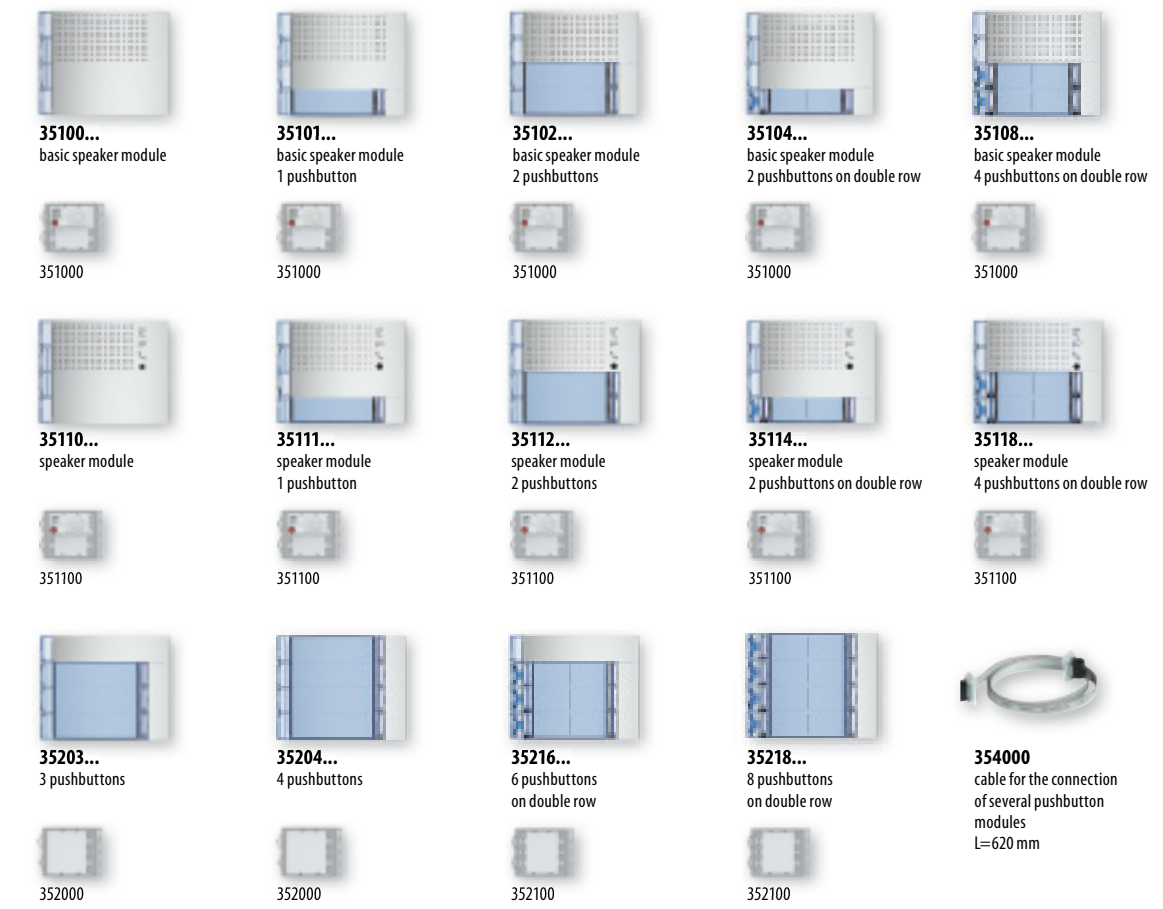 35100...
basic speaker module
35101...
basic speaker module
1 pushbutton
35102...
basic speaker module
2 pushbuttons
35104...
basic speaker module
2 pushbuttons on double row
35108...
basic speaker module
4 pushbuttons on double row
351000
351000
351000
351000
351000
35110...
speaker module
35111...
speaker module
1 pushbutton
35112...
speaker module
2 pushbuttons
35114...
speaker module
2 pushbuttons on double row
35118...
speaker module
4 pushbuttons on double row
351100
351100
351100
351100
351100
35203...
3 pushbuttons
35204...
4 pushbuttons
35216...
6 pushbuttons
on double row
35218...
8 pushbuttons
on double row
354000
cable for the connection
of several pushbutton
modules
L=620 mm
352000
352000
352100
352100